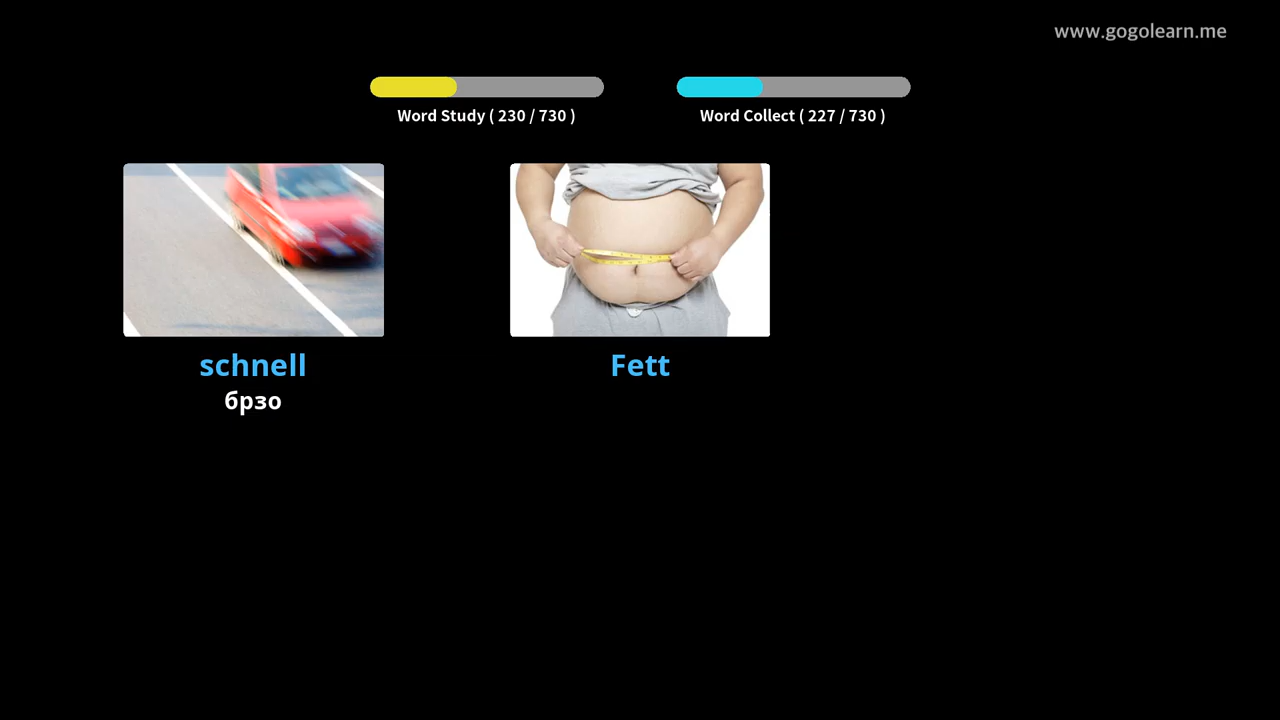 www.gogolearn.me
Word Study ( 230 / 730 )
Word Collect ( 227 / 730 )
schnell
брзо
Fett